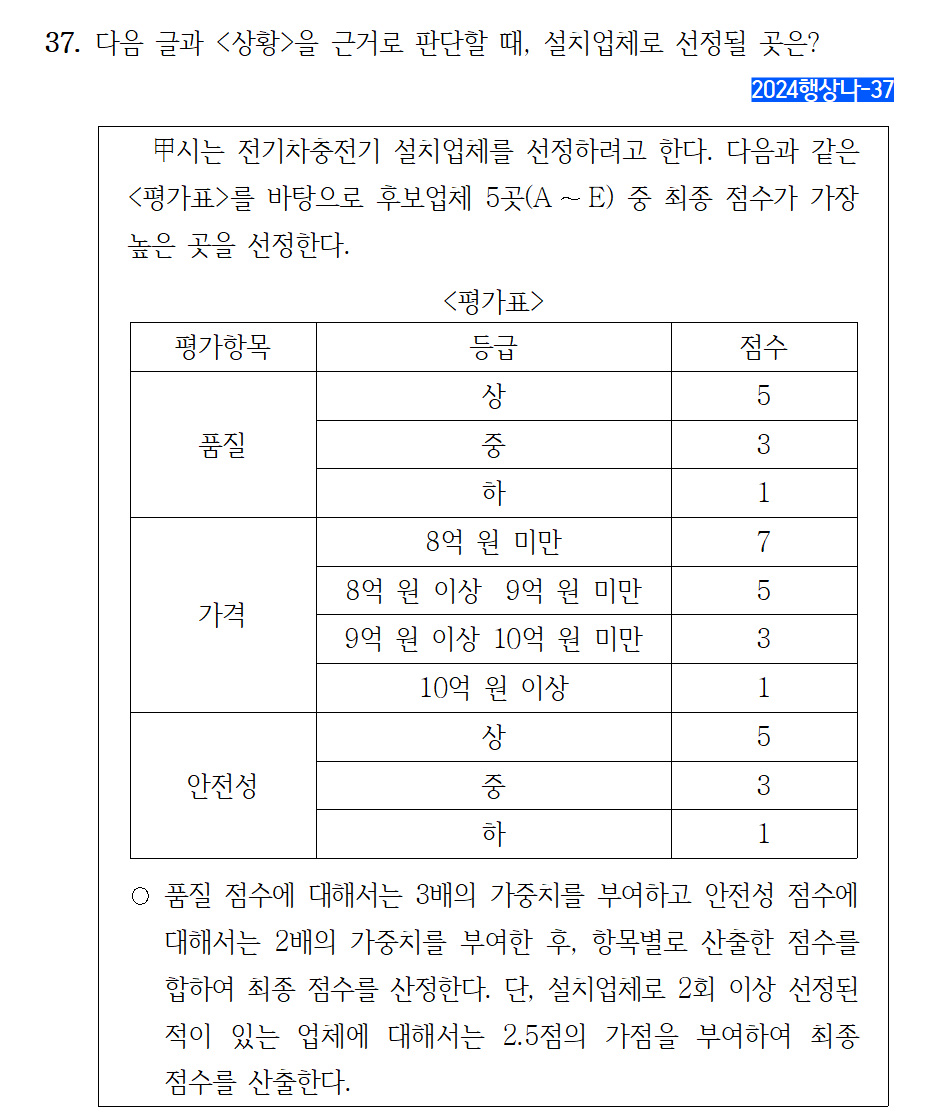 37. 다음 글과 <상황>을 근거로 판단할 때, 설치업체로 선정될 곳은?
2024행상나-37
甲시는 전기차충전기 설치업체를 선정하려고 한다. 다음과 같은
<평가표>를 바탕으로 후보업체 5곳(A ~ E) 중 최종 점수가 가장
높은 곳을 선정한다.
<평가표>
평가항목 등급 점수
품질
상 5
중 3
하 1
가격
8억 원 미만 7
8억 원 이상 9억 원 미만 5
9억 원 이상 10억 원 미만 3
10억 원 이상 1
안전성
상 5
중 3
하 1
○ 품질 점수에 대해서는 3배의 가중치를 부여하고 안전성 점수에
대해서는 2배의 가중치를 부여한 후, 항목별로 산출한 점수를
합하여 최종 점수를 산정한다. 단, 설치업체로 2회 이상 선정된
적이 있는 업체에 대해서는 2.5점의 가점을 부여하여 최종
점수를 산출한다.